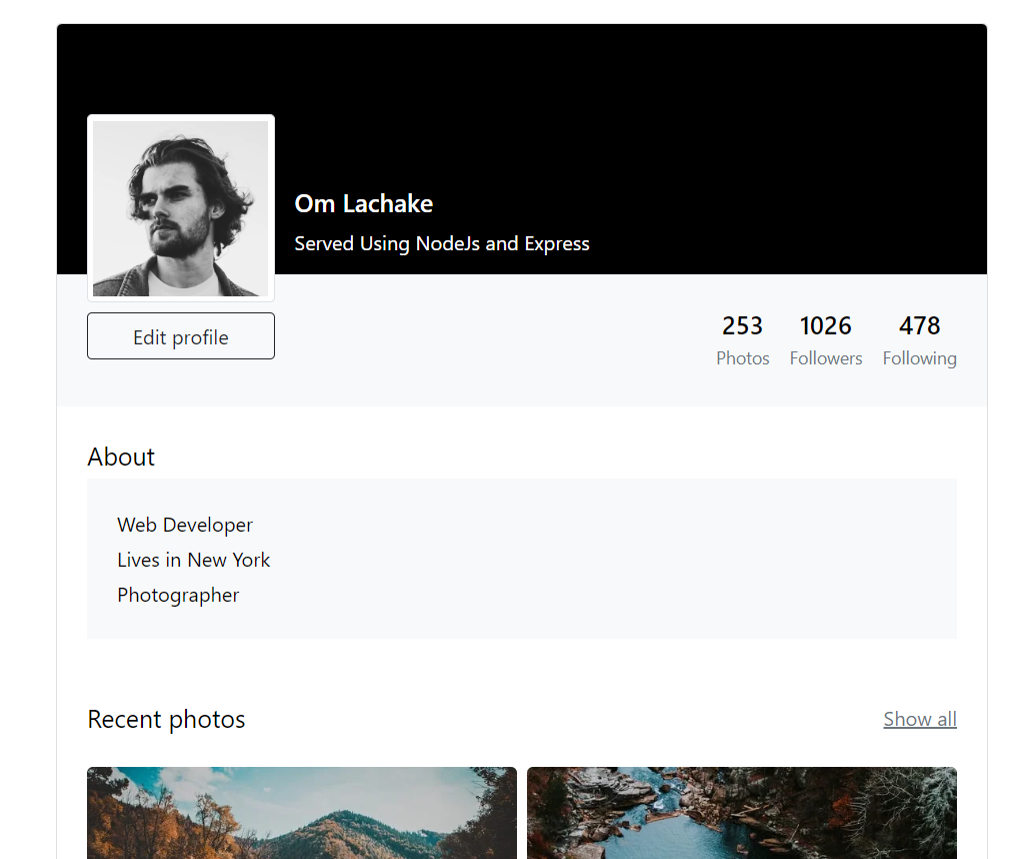 Om Lachake
Served Using NodeJs and Express
Edit profile
253
1026
478
Photos
Followers
Following
About
Web Developer
Lives in New York
Photographer
Recent photos
Show all